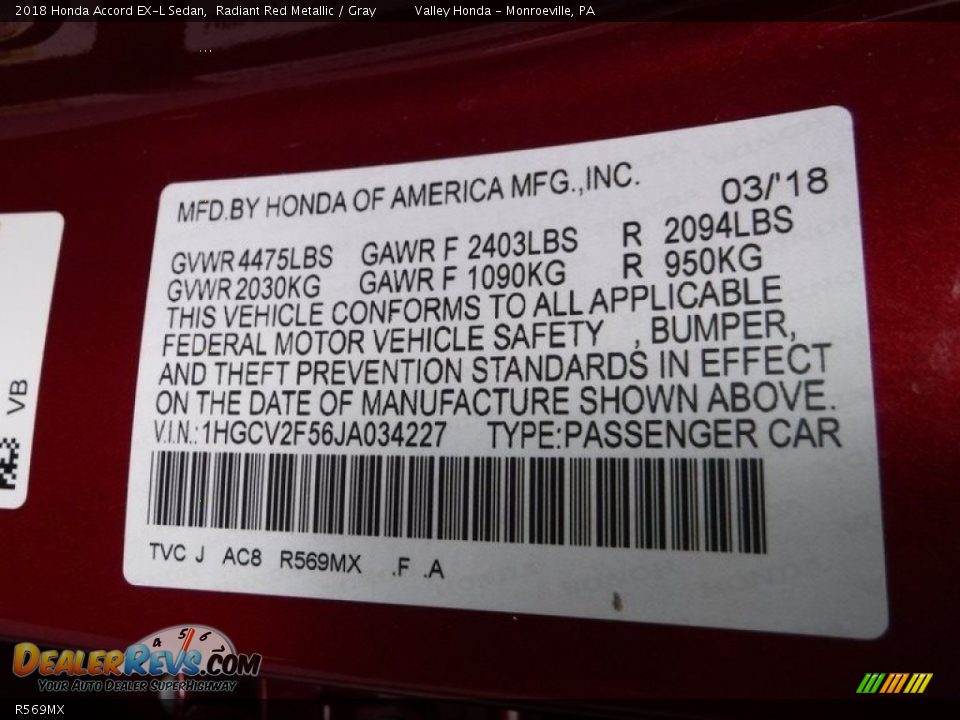 2018 Honda Accord EX-L Sedan,  Radiant Red Metallic / Gray    Valley Honda - Monroeville, PA
MFD.BY HONDA OF AMERICA MFG.,INC.    03/'18
GVWR 4475LBS  GAWR F 2403LBS  R 2094LBS
GVWR 2030KG  GAWR F 1090KG  R 950KG
THIS VEHICLE CONFORMS TO ALL APPLICABLE
FEDERAL MOTOR VEHICLE SAFETY , BUMPER,
AND THEFT PREVENTION STANDARDS IN EFFECT
ON THE DATE OF MANUFACTURE SHOWN ABOVE.
V.I.N.:1HGCV2F56JA034227  TYPE:PASSENGER CAR
TVC J  AC8  R569MX  .F .A
VB
4 5 6
DEALERREVS.COM
Your Auto Dealer SuperHighway
R569MX